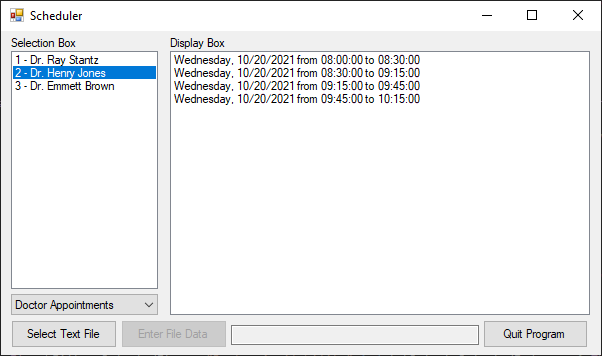 Scheduler
Selection Box
1 - Dr. Ray Stantz
2 - Dr. Henry Jones
3 - Dr. Emmett Brown
Doctor Appointments
Display Box
Wednesday, 10/20/2021 from 08:00:00 to 08:30:00
Wednesday, 10/20/2021 from 08:30:00 to 09:15:00
Wednesday, 10/20/2021 from 09:15:00 to 09:45:00
Wednesday, 10/20/2021 from 09:45:00 to 10:15:00
Select Text File
Enter File Data
Quit Program